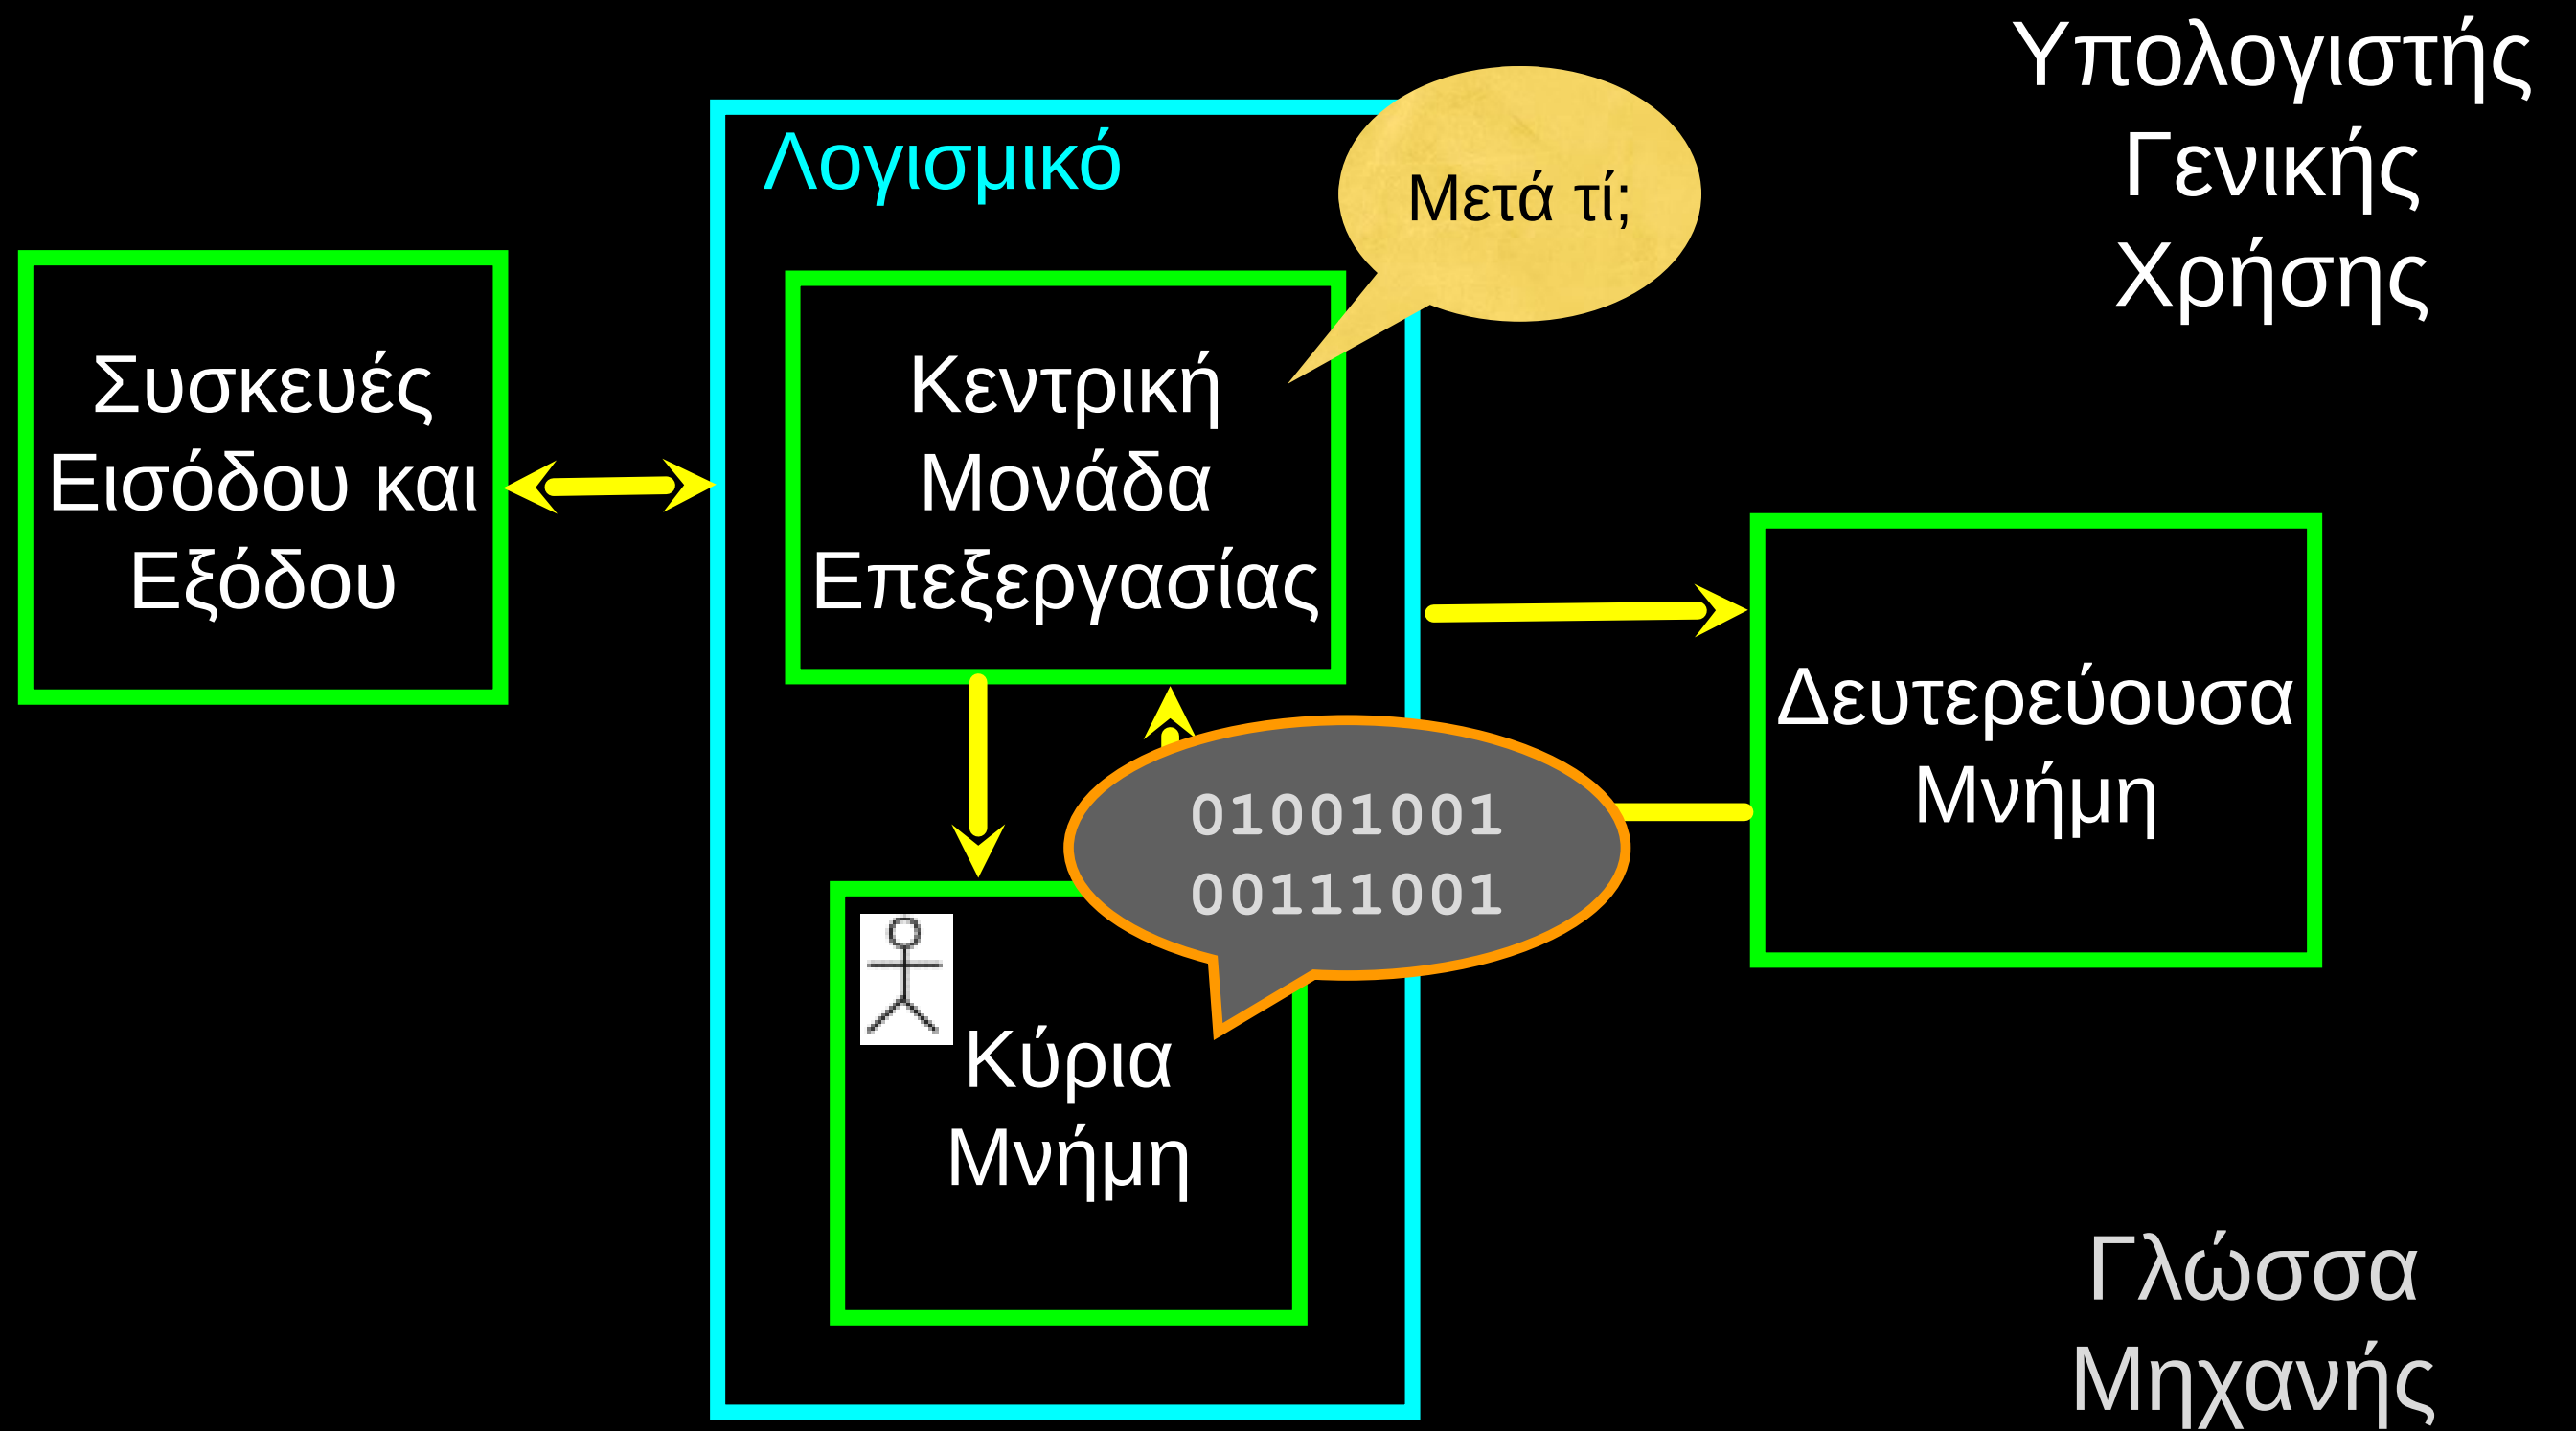 Υπολογιστής
Γενικής
Χρήσης
Λογισμικό
Μετά τί;
Συσκευές
Εισόδου και
Εξόδου
Κεντρική
Μονάδα
Επεξεργασίας
Δευτερεύουσα
Μνήμη
01001001
00111001
Κύρια
Μνήμη
Γλώσσα
Μηχανής